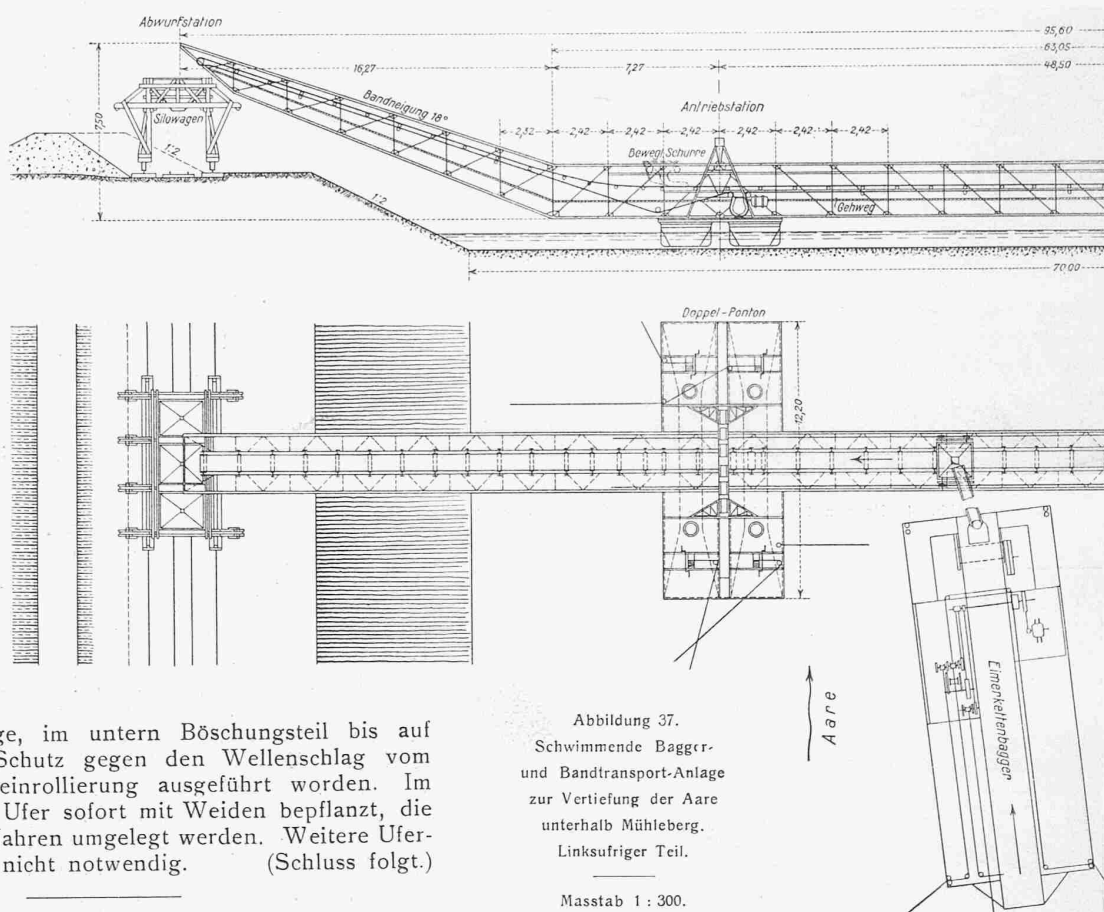 Abwurfstation
95,60
63,05
48,50
16,27
7,27
Bandneigung 18°
Antriebstation
7,50
Silowagen
1:2
1:2
2,32
2,42
2,42
2,42
2,42
2,42
2,42
Bewegl. Schurre
Gehweg
70,00
Doppel-Ponton
12,20
Eimerkettenbagger
Aare
ge, im untern Böschungsteil bis auf
Schutz gegen den Wellenschlag vom
einrollierung ausgeführt worden. Im
Ufer sofort mit Weiden bepflanzt, die
Jahren umgelegt werden. Weitere Ufer-
nicht notwendig. (Schluss folgt.)
Abbildung 37.
Schwimmende Bagger-
und Bandtransport-Anlage
zur Vertiefung der Aare
unterhalb Mühleberg.
Linksufriger Teil.
Masstab 1 : 300.